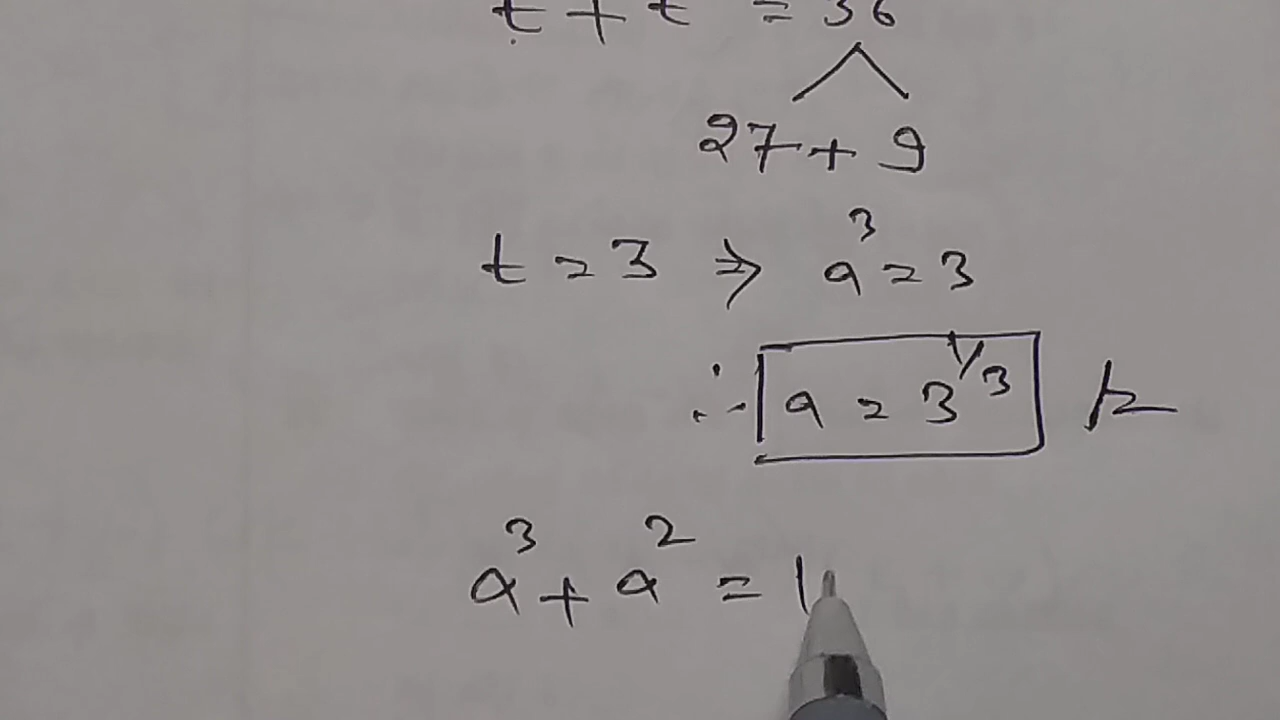 t + t = 36
27 + 9
t = 3 ⇒ a³ = 3
∴ a = 3^1/3
a³ + a² = 1